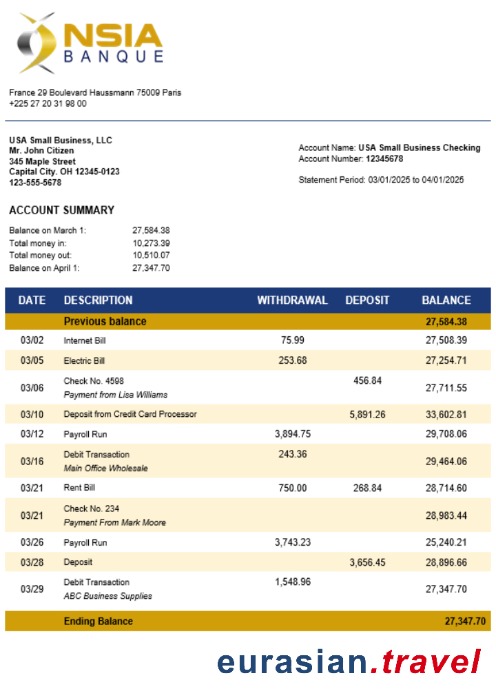 NSIA
BANQUE
France 29 Boulevard Haussmann 75009 Paris
+225 27 20 31 98 00
USA Small Business, LLC
Mr. John Citizen
345 Maple Street
Capital City. OH 12345-0123
123-555-5678
Account Name: USA Small Business Checking
Account Number: 12345678
Statement Period: 03/01/2025 to 04/01/2025
ACCOUNT SUMMARY
Balance on March 1: 27,584.38
Total money in: 10,273.39
Total money out: 10,510.07
Balance on April 1: 27,347.70
DATE DESCRIPTION WITHDRAWAL DEPOSIT BALANCE
Previous balance 27,584.38
03/02 Internet Bill 75.99 27,508.39
03/05 Electric Bill 253.68 27,254.71
03/06 Check No. 4598 456.84 27,711.55
Payment from Lisa Williams
03/10 Deposit from Credit Card Processor 5,891.26 33,602.81
03/12 Payroll Run 3,894.75 29,708.06
03/16 Debit Transaction 243.36 29,464.06
Main Office Wholesale
03/21 Rent Bill 750.00 268.84 28,714.60
03/21 Check No. 234 28,983.44
Payment From Mark Moore
03/26 Payroll Run 3,743.23 25,240.21
03/28 Deposit 3,656.45 28,896.66
03/29 Debit Transaction 1,548.96 27,347.70
ABC Business Supplies
Ending Balance 27,347.70
eurasian.travel